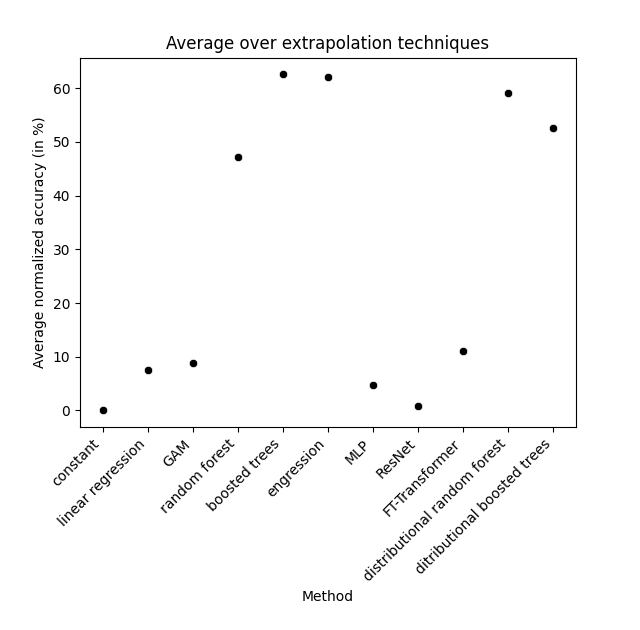 Average over extrapolation techniques
Average normalized accuracy (in %)
60
50
40
30
20
10
0
constant
linear regression
GAM
random forest
boosted trees
engression
MLP
ResNet
FT-Transformer
distributional random forest
ditributional boosted trees
Method